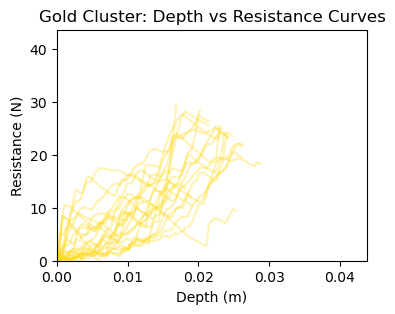 Gold Cluster: Depth vs Resistance Curves
Resistance (N)
40
30
20
10
0
0.00 0.01 0.02 0.03 0.04
Depth (m)